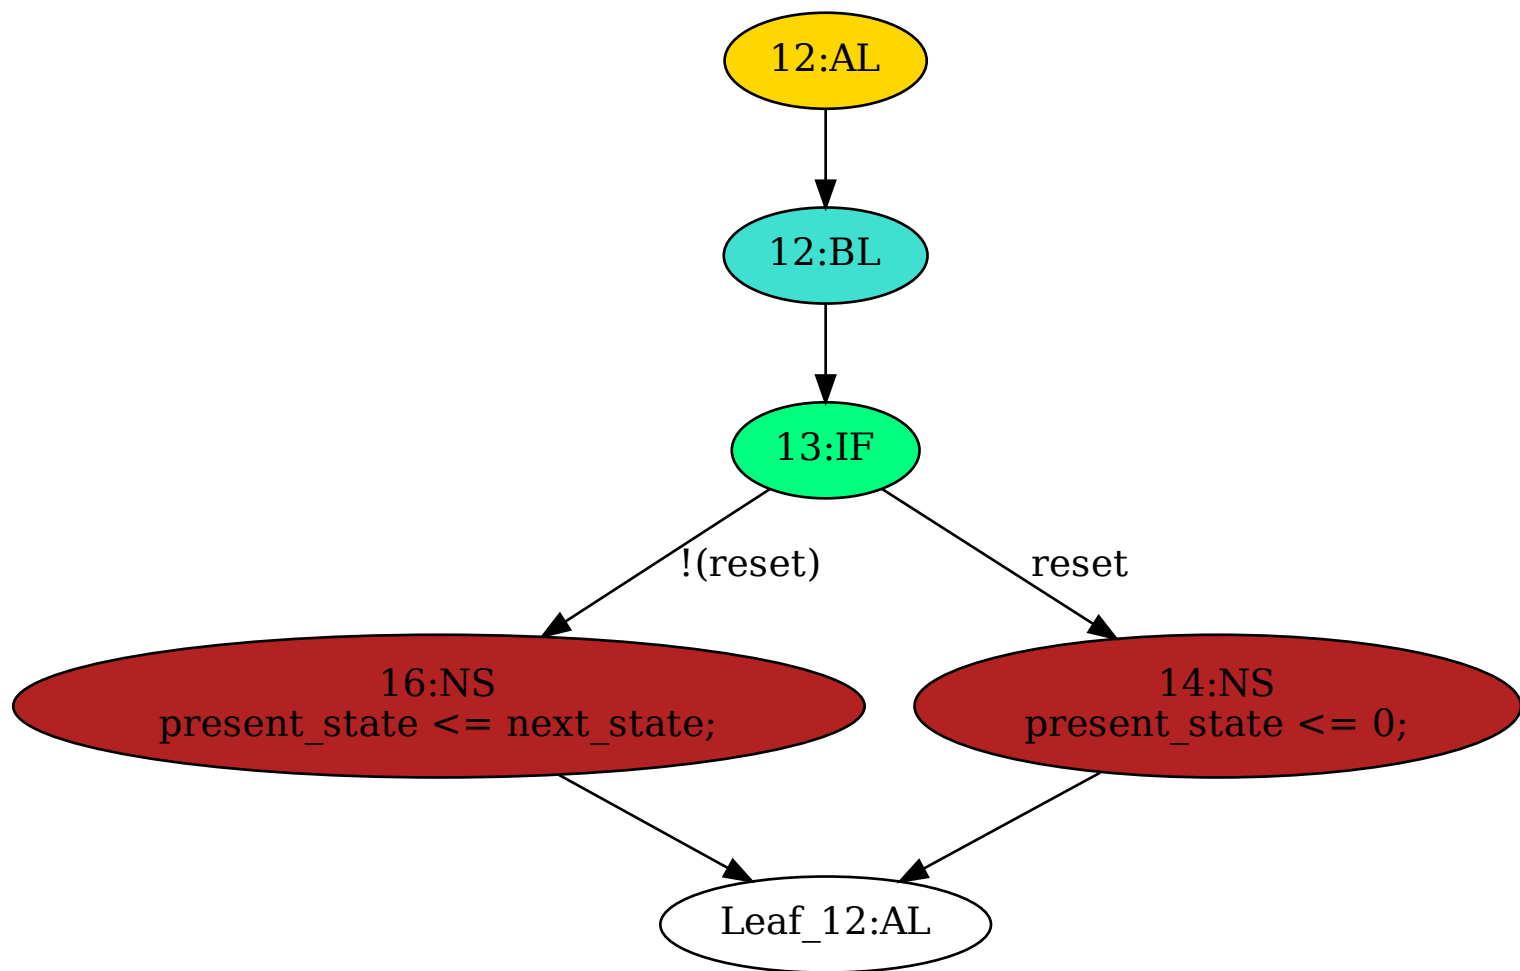 12:AL
12:BL
13:IF
!(reset)
reset
16:NS
present_state <= next_state;
14:NS
present_state <= 0;
Leaf_12:AL